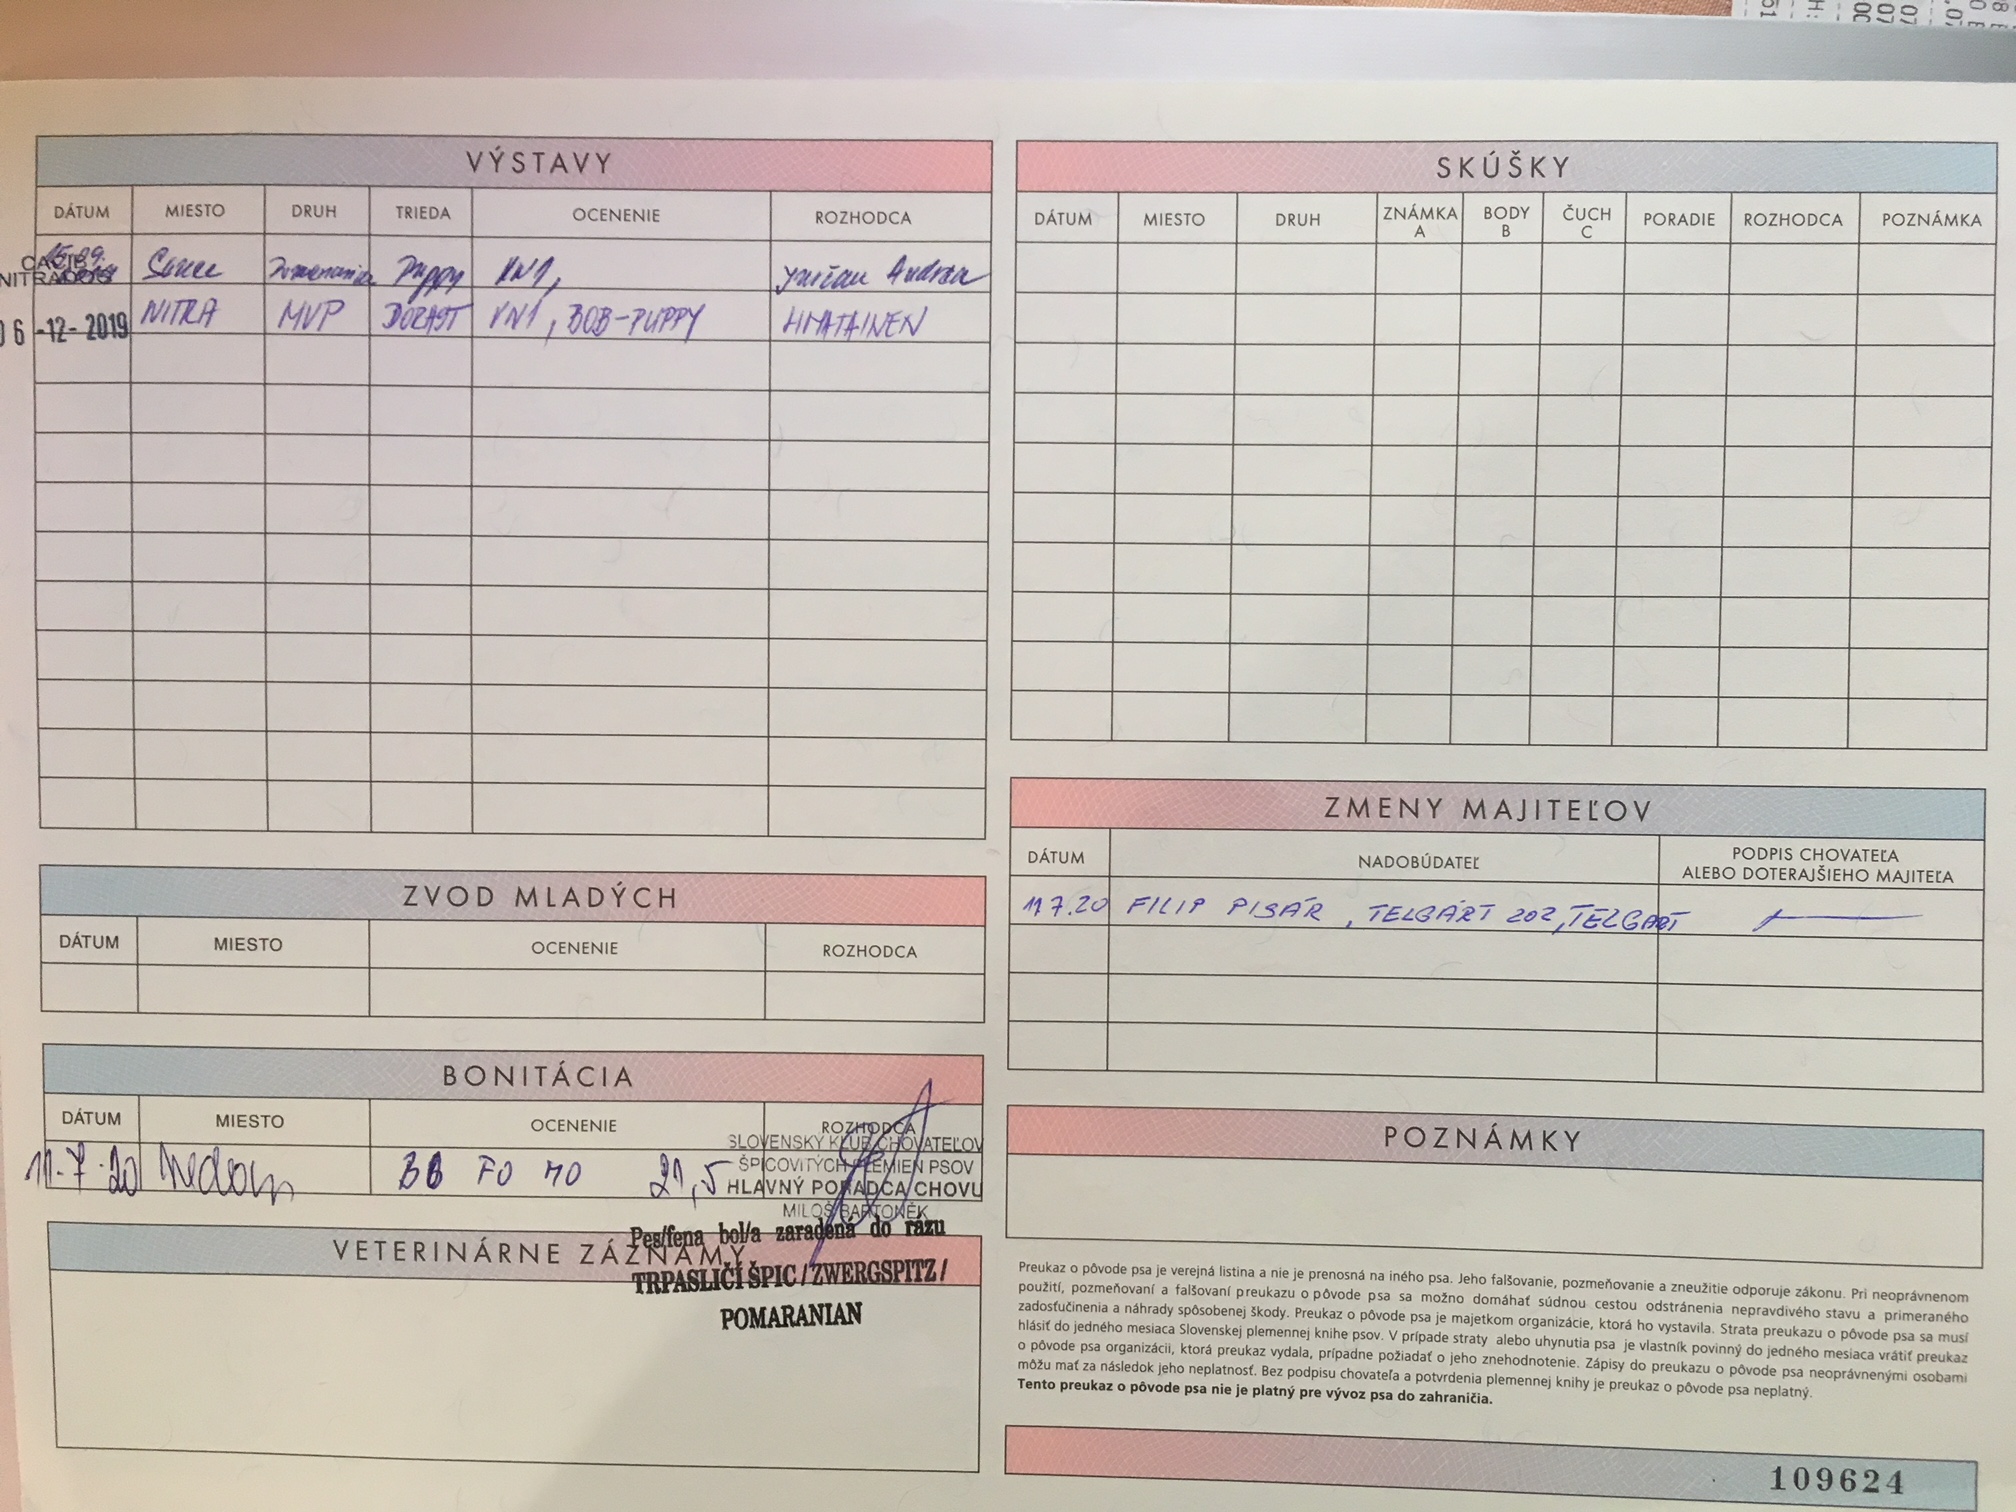 VÝSTAVY
DÁTUM MIESTO DRUH TRIEDA OCENENIE ROZHODCA
15.09. Senec Pomeranian Puppy VN1,
CACIB
NITRA
06-12-2019 NITRA MVP DORAST VN1, BOB-PUPPY
ZVOD MLADÝCH
DÁTUM MIESTO OCENENIE ROZHODCA
BONITÁCIA
DÁTUM MIESTO OCENENIE ROZHODCA
11.7.20 BB FO MO 21,5
SLOVENSKÝ KLUB CHOVATEĽOV
ŠPICOVITÝCH PLEMIEN PSOV
HLAVNÝ PORADCA CHOVU
MILOŠ BARTONĚK
VETERINÁRNE ZÁZNAMY
Pes/fena bol/a zaradená do rázu
TRPASLIČÍ ŠPIC / ZWERGSPITZ /
POMARANIAN
SKÚŠKY
DÁTUM MIESTO DRUH ZNÁMKA A BODY B ČUCH C PORADIE ROZHODCA POZNÁMKA
ZMENY MAJITEĽOV
DÁTUM NADOBÚDATEĽ PODPIS CHOVATEĽA
ALEBO DOTERAJŠIEHO MAJITEĽA
11.7.20 FILIP PISÁR, TELGÁRT 202, TELGART
POZNÁMKY
Preukaz o pôvode psa je verejná listina a nie je prenosná na iného psa. Jeho falšovanie, pozmeňovanie a zneužitie odporuje zákonu. Pri neoprávnenom
použití, pozmeňovaní a falšovaní preukazu o pôvode psa sa možno domáhať súdnou cestou odstránenia nepravdivého stavu a primeraného
zadosťučinenia a náhrady spôsobenej škody. Preukaz o pôvode psa je majetkom organizácie, ktorá ho vystavila. Strata preukazu o pôvode psa sa musí
hlásiť do jedného mesiaca Slovenskej plemennej knihe psov. V prípade straty alebo uhynutia psa je vlastník povinný do jedného mesiaca vrátiť preukaz
o pôvode psa organizácii, ktorá preukaz vydala, prípadne požiadať o jeho znehodnotenie. Zápisy do preukazu o pôvode psa neoprávnenými osobami
môžu mať za následok jeho neplatnosť. Bez podpisu chovateľa a potvrdenia plemennej knihy je preukaz o pôvode psa neplatný.
Tento preukaz o pôvode psa nie je platný pre vývoz psa do zahraničia.
109624